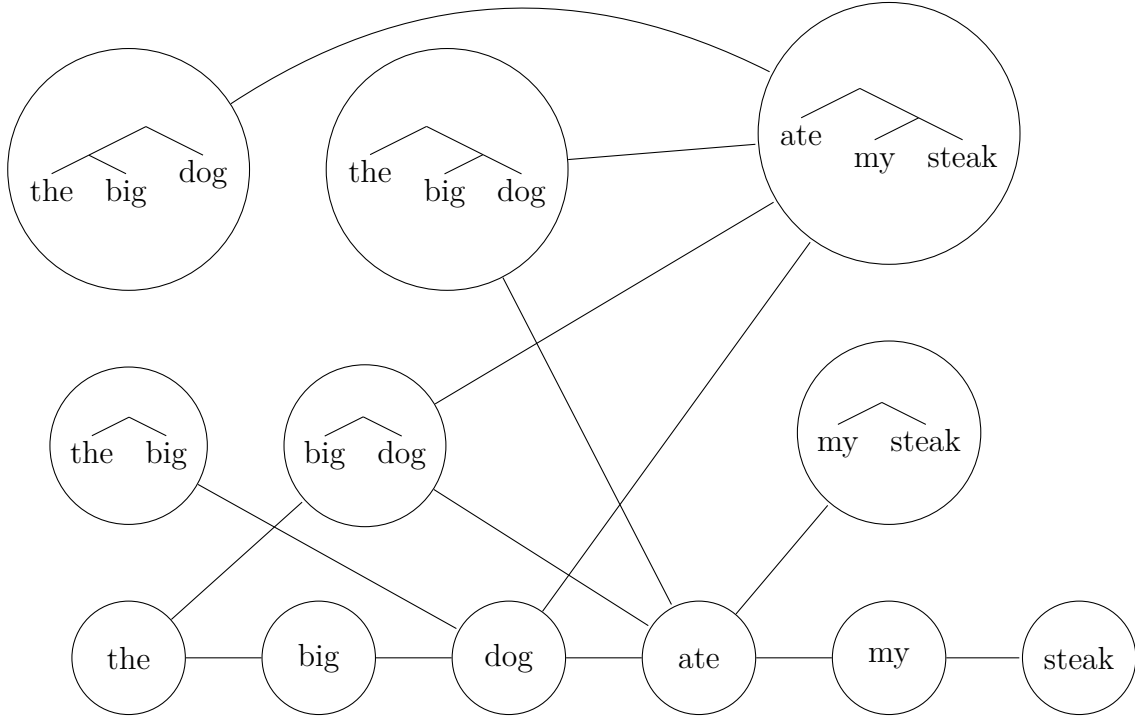 the big dog
the big dog
ate my steak
the big
big dog
my steak
the big dog ate my steak